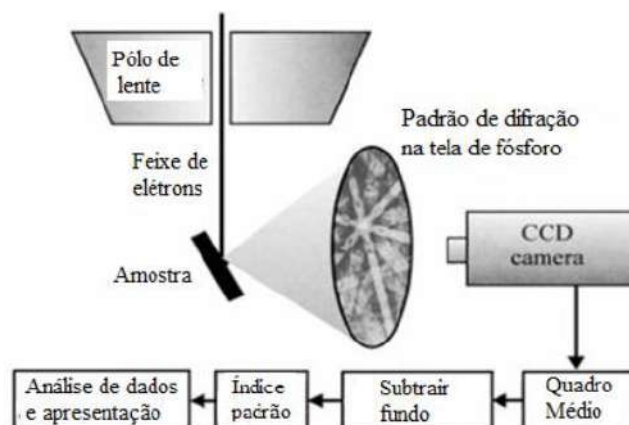 Pólo de
lente
Padrão de difração
na tela de fósforo
Feixe de
elétrons
CCD
camera
Amostra
Análise de dados
e apresentação
Índice
padrão
Subtrair
fundo
Quadro
Médio